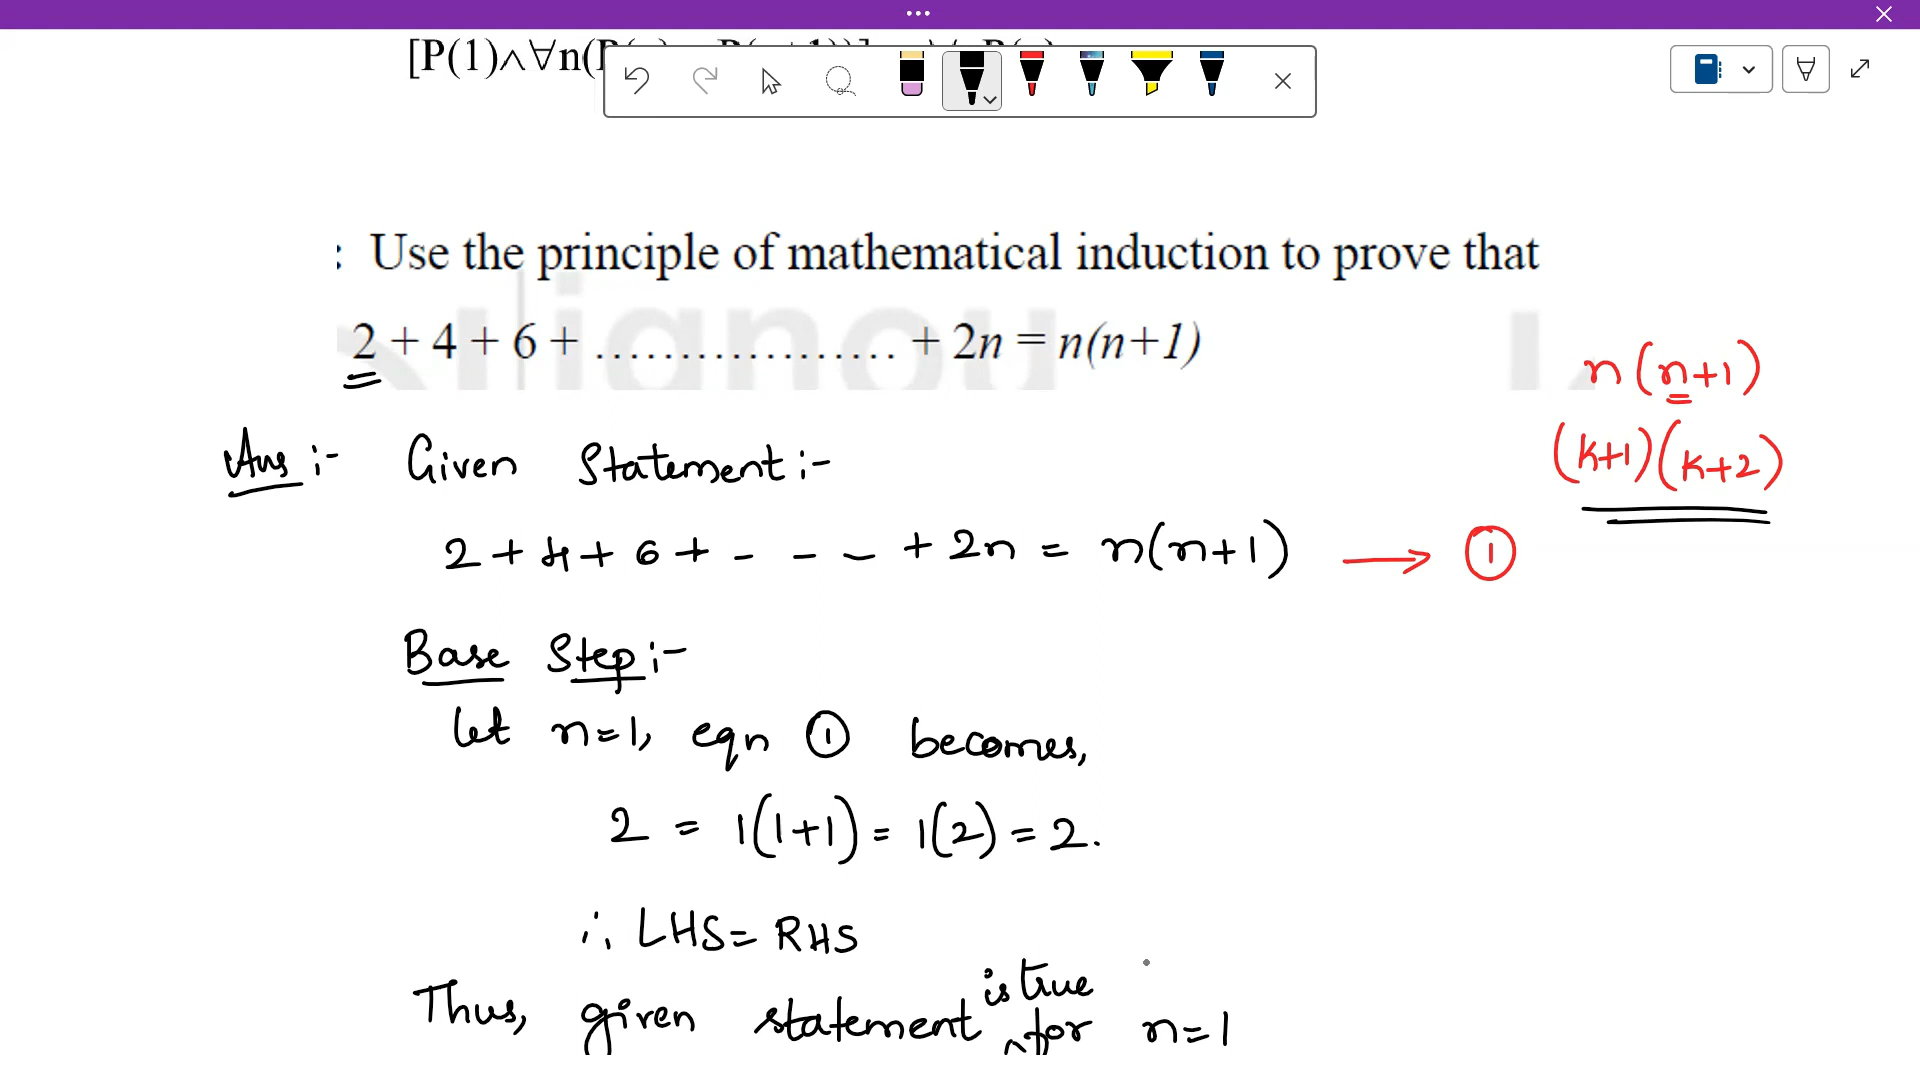 [P(1)∧∀n(P
: Use the principle of mathematical induction to prove that
2 + 4 + 6 + .................. + 2n = n(n+1)
n(n+1)
(k+1)(k+2)
Ans :- Given Statement :-
2 + 4 + 6 + - - - + 2n = n(n+1) → ①
Base Step :-
let n=1, eqn ① becomes,
2 = 1(1+1) = 1(2) = 2.
∴ LHS = RHS
Thus, given statement is true for n=1